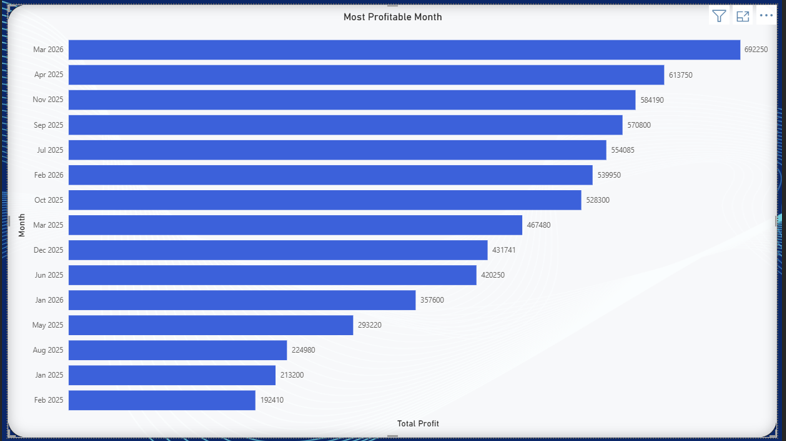 Most Profitable Month
Mar 2026 692250
Apr 2025 613750
Nov 2025 584190
Sep 2025 570800
Jul 2025 554085
Feb 2026 539950
Oct 2025 528300
Mar 2025 467480
Dec 2025 431741
Jun 2025 420250
Jan 2026 357600
May 2025 293220
Aug 2025 224980
Jan 2025 213200
Feb 2025 192410
Month
Total Profit